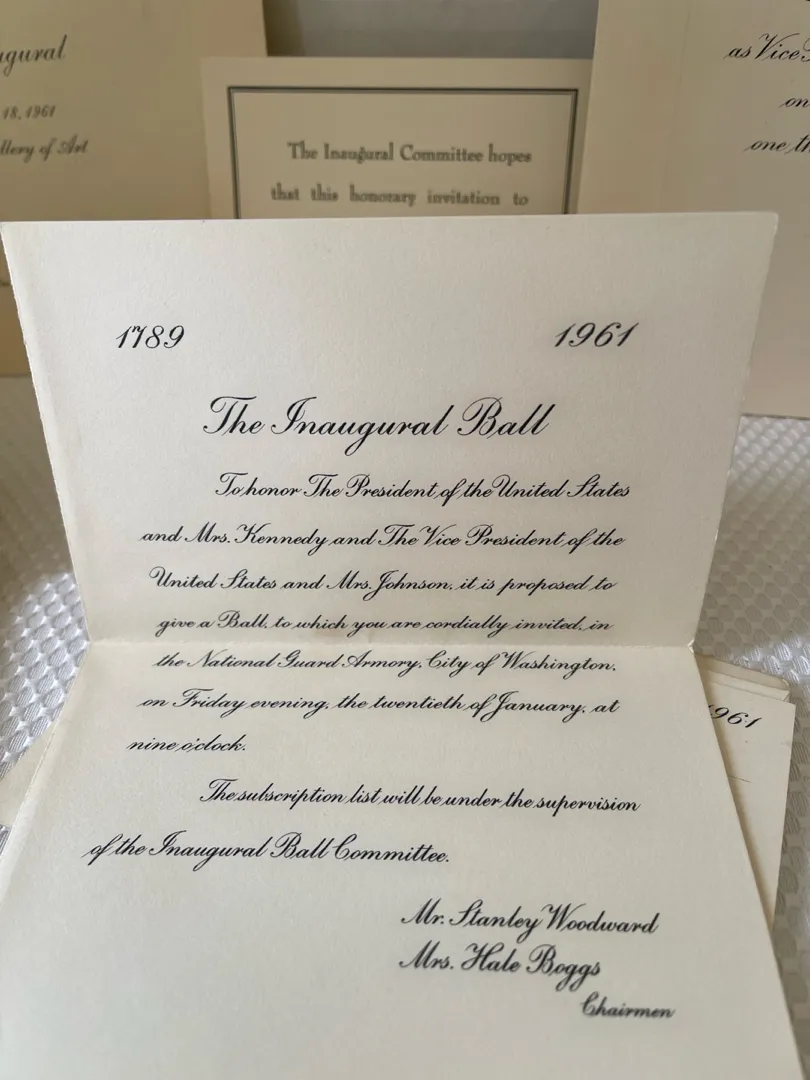 ugural
18, 1961
llery of Art
The Inaugural Committee hopes
that this honorary invitation to
as Vice
on
one th
1789 1961
The Inaugural Ball
To honor The President of the United States
and Mrs. Kennedy and The Vice President of the
United States and Mrs. Johnson, it is proposed to
give a Ball, to which you are cordially invited, in
the National Guard Armory, City of Washington,
on Friday evening, the twentieth of January, at
nine o'clock.
The subscription list will be under the supervision
of the Inaugural Ball Committee.
Mr. Stanley Woodward
Mrs. Hale Boggs
Chairmen
1961